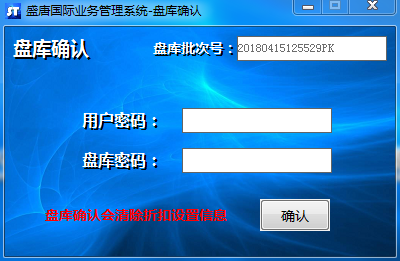 ST 盛唐国际业务管理系统-盘库确认
盘库确认 盘库批次号：20180415125529PK
用户密码：
盘库密码：
盘库确认会清除折扣设置信息 确认